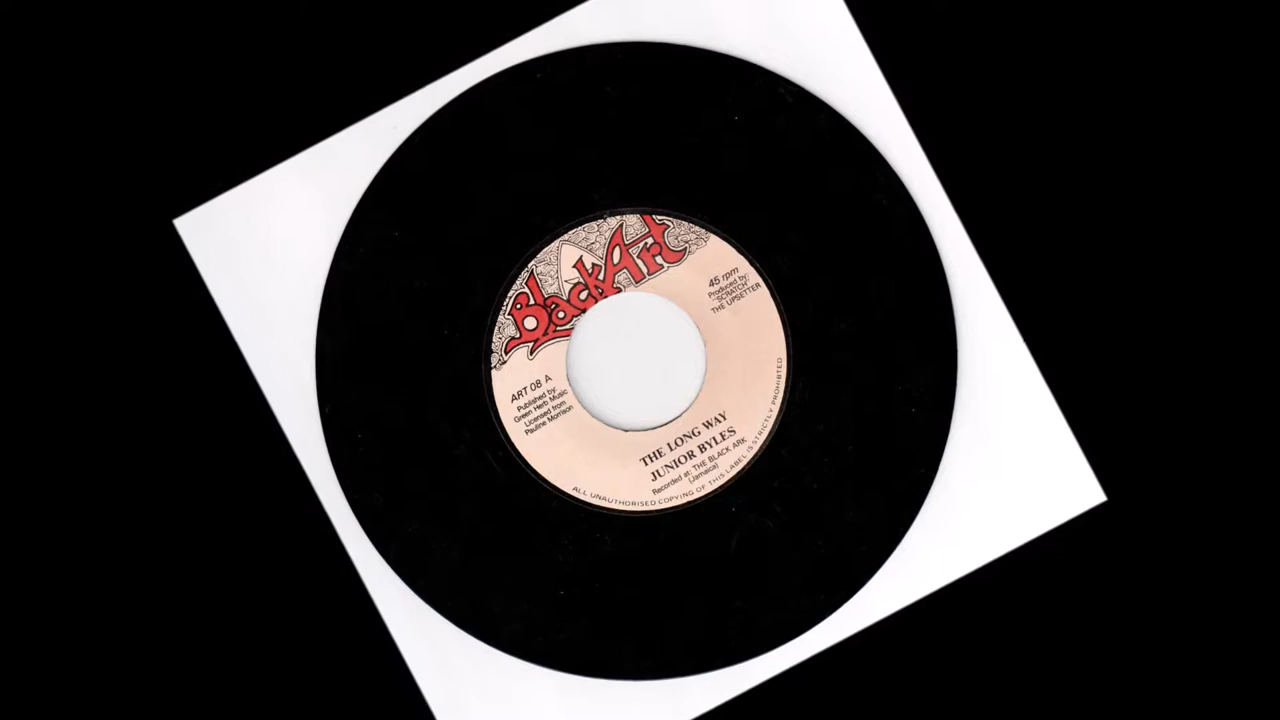 Black Art
45 rpm
Produced by:
"SCRATCH"
THE UPSETTER
ART 08 A
Published by:
Green Herb Music
Licensed from
Pauline Morrison
THE LONG WAY
JUNIOR BYLES
Recorded at: THE BLACK ARK
(Jamaica)
ALL UNAUTHORISED COPYING OF THIS LABEL IS STRICTLY PROHIBITED